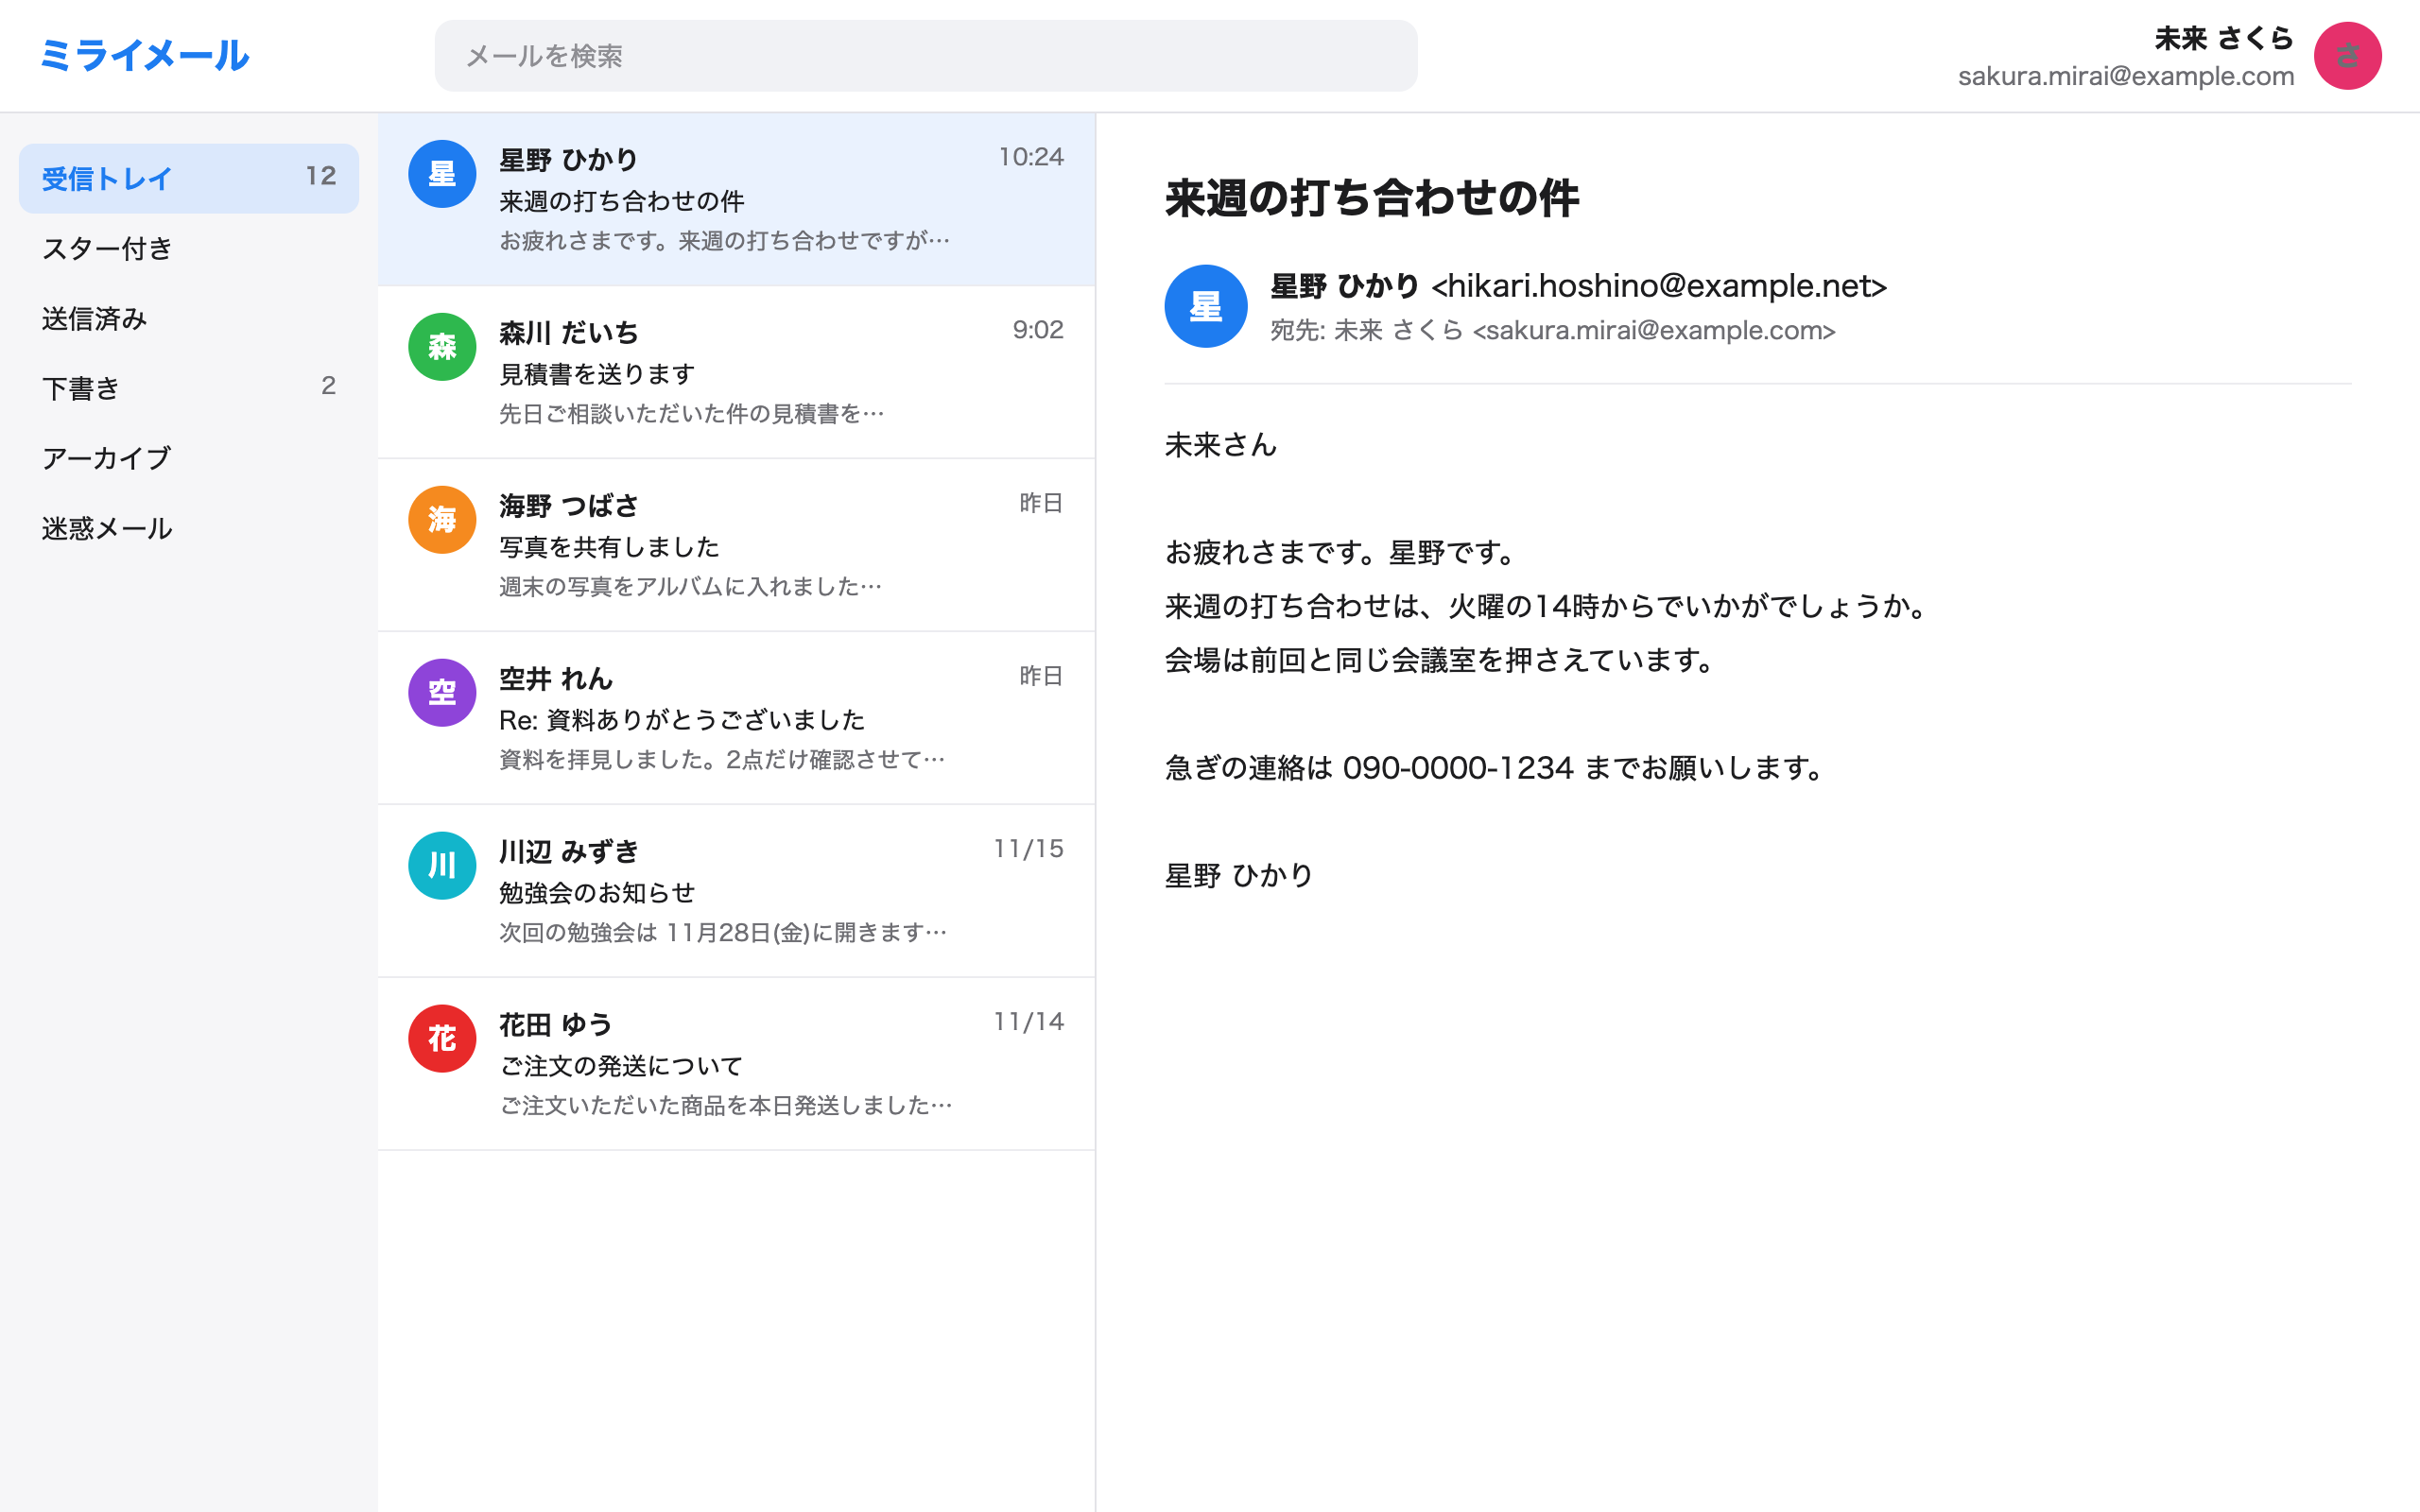 ミライメール
メールを検索
未来 さくら
sakura.mirai@example.com
さ
受信トレイ 12
スター付き
送信済み
下書き 2
アーカイブ
迷惑メール
星
星野 ひかり 10:24
来週の打ち合わせの件
お疲れさまです。来週の打ち合わせですが…
森
森川 だいち 9:02
見積書を送ります
先日ご相談いただいた件の見積書を…
海
海野 つばさ 昨日
写真を共有しました
週末の写真をアルバムに入れました…
空
空井 れん 昨日
Re: 資料ありがとうございました
資料を拝見しました。2点だけ確認させて…
川
川辺 みずき 11/15
勉強会のお知らせ
次回の勉強会は 11月28日(金)に開きます…
花
花田 ゆう 11/14
ご注文の発送について
ご注文いただいた商品を本日発送しました…
来週の打ち合わせの件
星
星野 ひかり <hikari.hoshino@example.net>
宛先: 未来 さくら <sakura.mirai@example.com>
未来さん
お疲れさまです。星野です。
来週の打ち合わせは、火曜の14時からでいかがでしょうか。
会場は前回と同じ会議室を押さえています。
急ぎの連絡は 090-0000-1234 までお願いします。
星野 ひかり